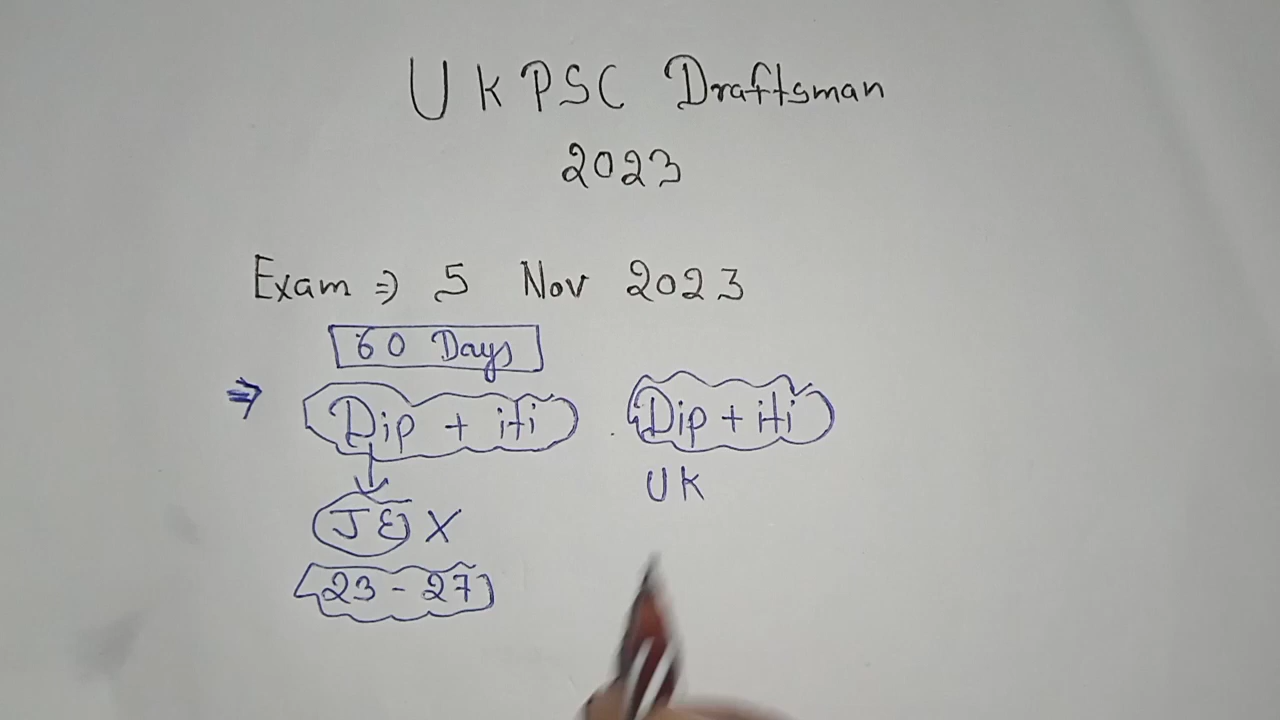 UKPSC Draftsman
2023
Exam ⇒ 5 Nov 2023
60 Days
⇒ Dip + iti Dip + iti
JE X UK
23 - 27